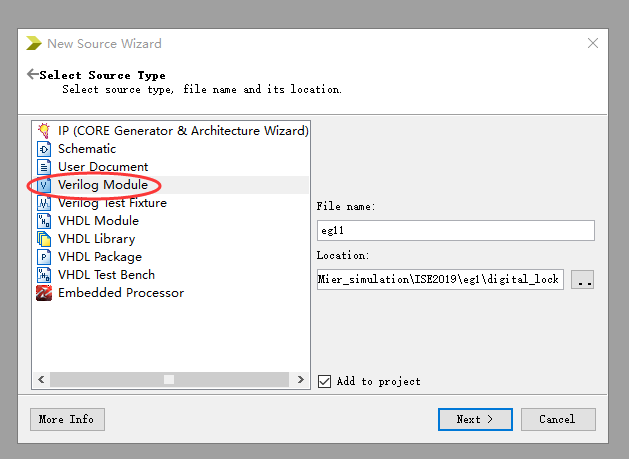 New Source Wizard
Select Source Type
Select source type, file name and its location.
IP (CORE Generator & Architecture Wizard)
Schematic
User Document
Verilog Module
Verilog Test Fixture
VHDL Module
VHDL Library
VHDL Package
VHDL Test Bench
Embedded Processor
File name:
eg11
Location:
Mier_simulation\ISE2019\eg1\digital_lock
..
Add to project
More Info
Next >
Cancel